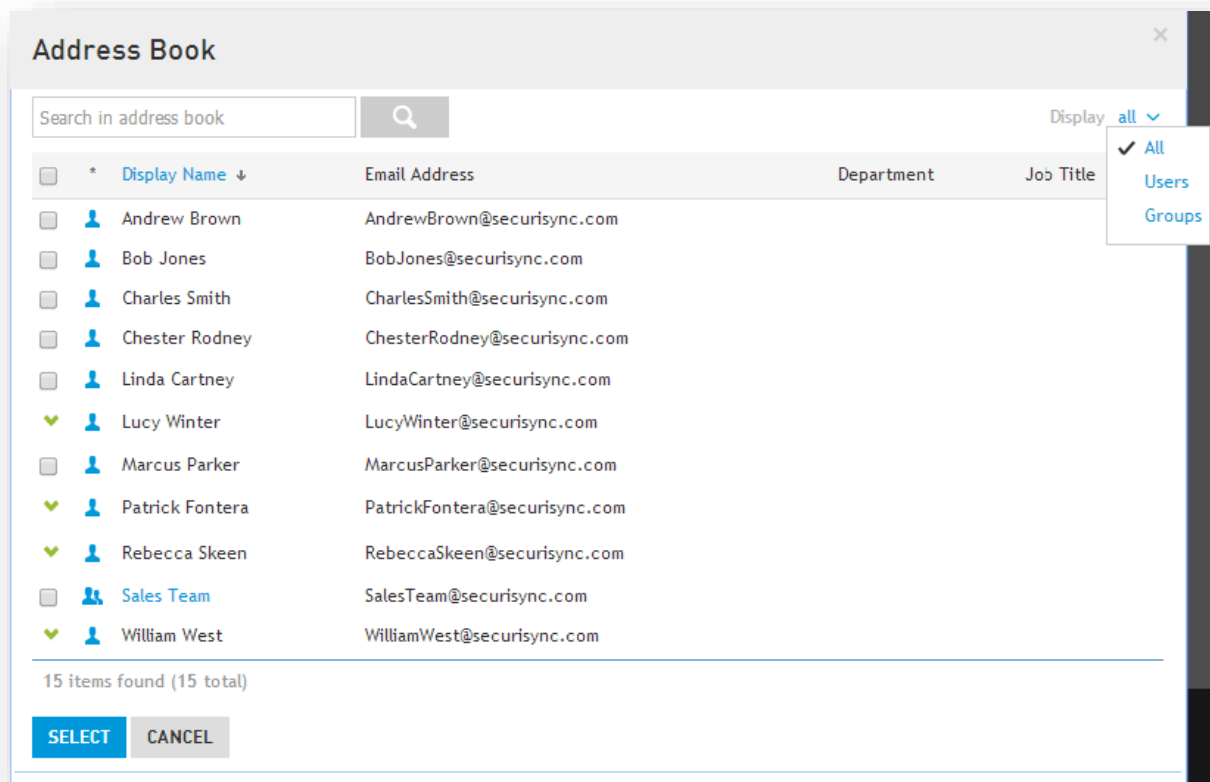 Address Book
Search in address book
Display all
All
Users
Groups
* Display Name Email Address Department Job Title
Andrew Brown AndrewBrown@securisync.com
Bob Jones BobJones@securisync.com
Charles Smith CharlesSmith@securisync.com
Chester Rodney ChesterRodney@securisync.com
Linda Cartney LindaCartney@securisync.com
Lucy Winter LucyWinter@securisync.com
Marcus Parker MarcusParker@securisync.com
Patrick Fontera PatrickFontera@securisync.com
Rebecca Skeen RebeccaSkeen@securisync.com
Sales Team SalesTeam@securisync.com
William West WilliamWest@securisync.com
15 items found (15 total)
SELECT CANCEL